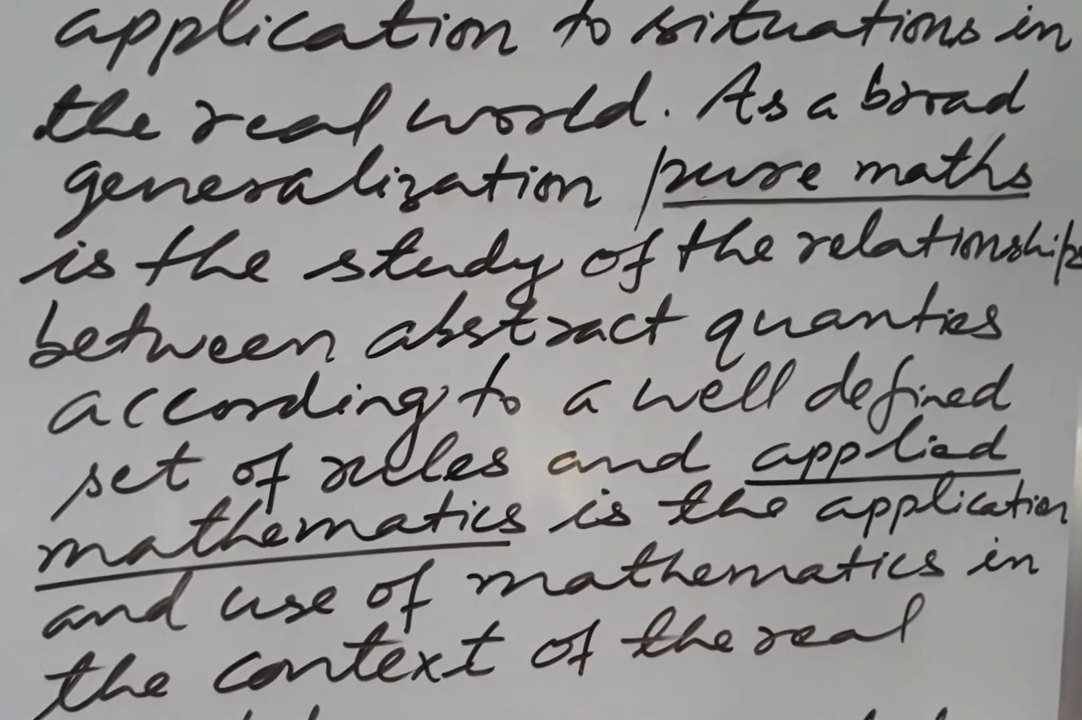 application to situations in
the real world. As a broad
generalization pure maths
is the study of the relationships
between abstract quanties
according to a well defined
set of rules and applied
mathematics is the application
and use of mathematics in
the context of the real